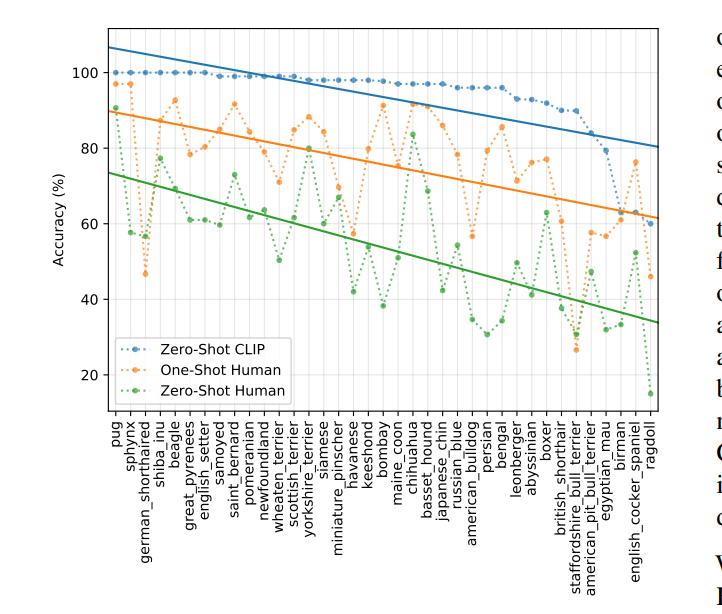 Accuracy (%)
100
80
60
40
20
Zero-Shot CLIP
One-Shot Human
Zero-Shot Human
pug
sphynx
german_shorthaired
shiba_inu
beagle
great_pyrenees
english_setter
samoyed
saint_bernard
pomeranian
newfoundland
wheaten_terrier
scottish_terrier
yorkshire_terrier
siamese
miniature_pinscher
havanese
keeshond
bombay
maine_coon
chihuahua
basset_hound
japanese_chin
russian_blue
american_bulldog
persian
bengal
leonberger
abyssinian
boxer
british_shorthair
staffordshire_bull_terrier
american_pit_bull_terrier
egyptian_mau
birman
english_cocker_spaniel
ragdoll